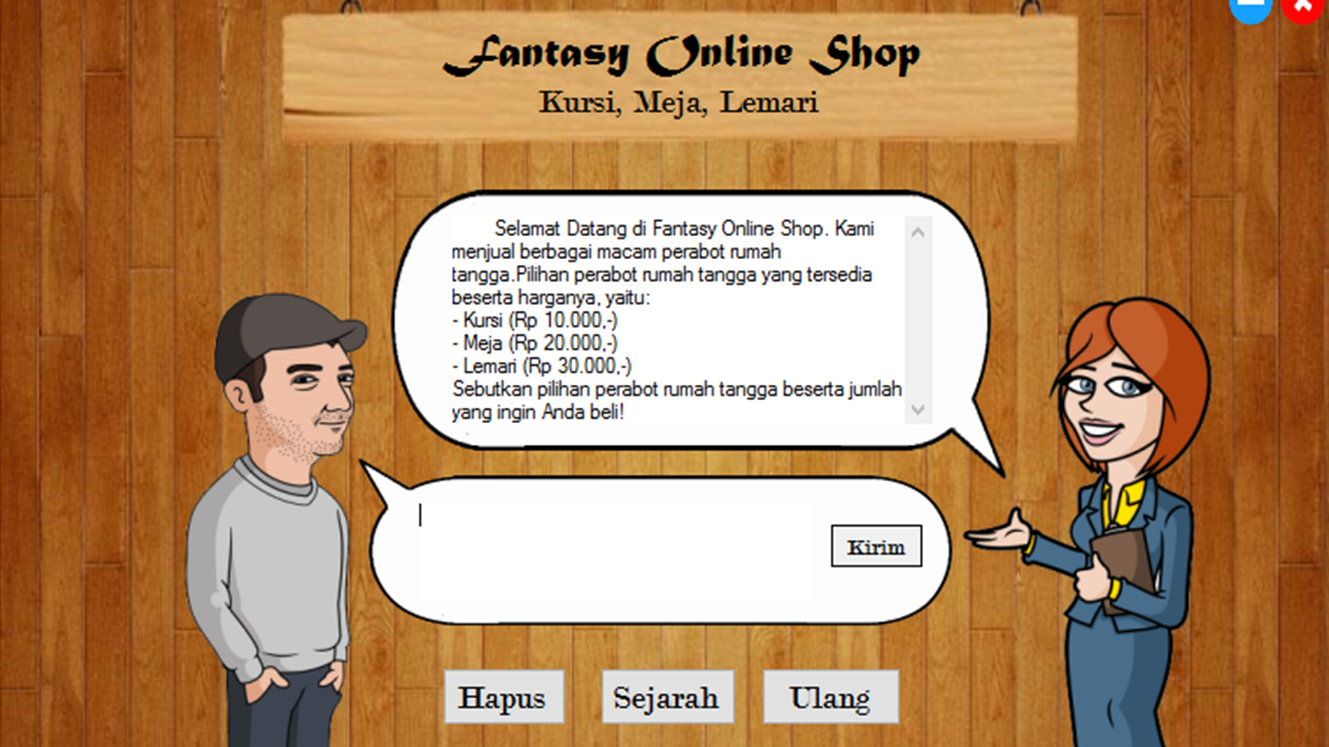 Fantasy Online Shop
Kursi, Meja, Lemari
Selamat Datang di Fantasy Online Shop. Kami
menjual berbagai macam perabot rumah
tangga.Pilihan perabot rumah tangga yang tersedia
beserta harganya, yaitu:
- Kursi (Rp 10.000,-)
- Meja (Rp 20.000,-)
- Lemari (Rp 30.000,-)
Sebutkan pilihan perabot rumah tangga beserta jumlah
yang ingin Anda beli!
Kirim
Hapus
Sejarah
Ulang